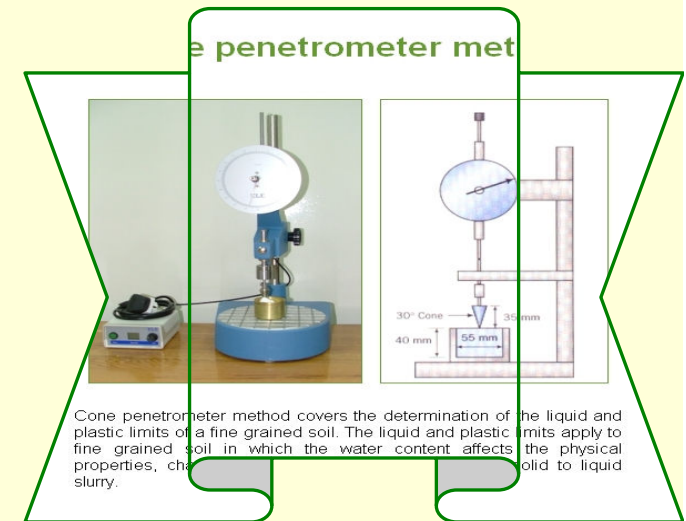 e penetrometer met
30° Cone
35 mm
40 mm
55 mm
Cone penetrometer method covers the determination of the liquid and
plastic limits of a fine grained soil. The liquid and plastic limits apply to
fine grained soil in which the water content affects the physical
properties, cha olid to liquid
slurry.